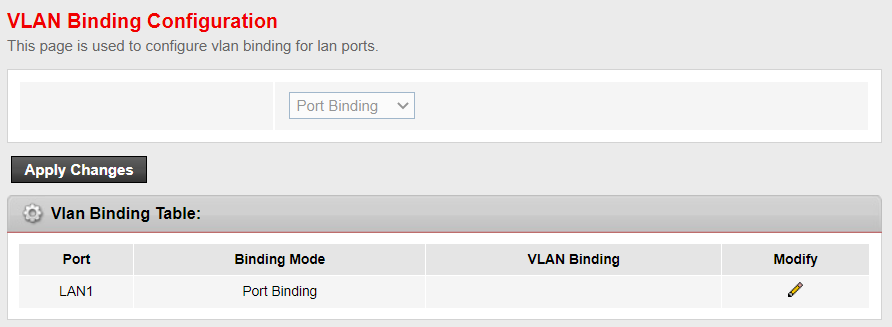 VLAN Binding Configuration
This page is used to configure vlan binding for lan ports.
Port Binding
Apply Changes
Vlan Binding Table:
Port Binding Mode VLAN Binding Modify
LAN1 Port Binding